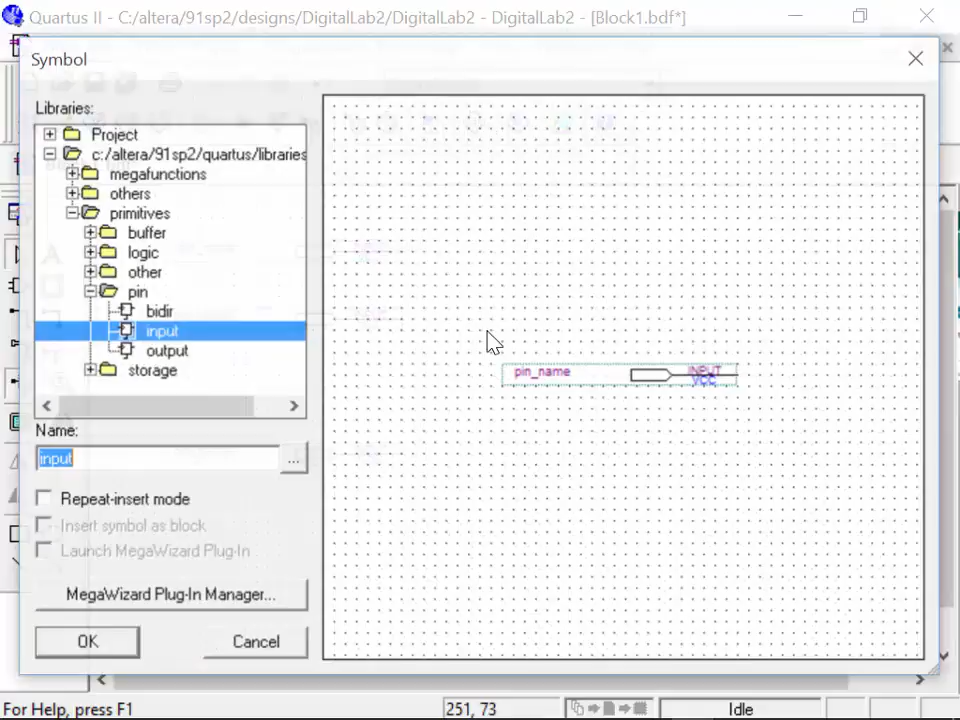 Quartus II - C:/altera/91sp2/designs/DigitalLab2/DigitalLab2 - DigitalLab2 - [Block1.bdf*]
Symbol
Libraries:
Project
c:/altera/91sp2/quartus/libraries
megafunctions
others
primitives
buffer
logic
other
pin
bidir
input
output
storage
pin_name
INPUT
VCC
Name:
input
...
Repeat-insert mode
Insert symbol as block
Launch MegaWizard Plug-In
MegaWizard Plug-In Manager...
OK
Cancel
For Help, press F1
251, 73
Idle